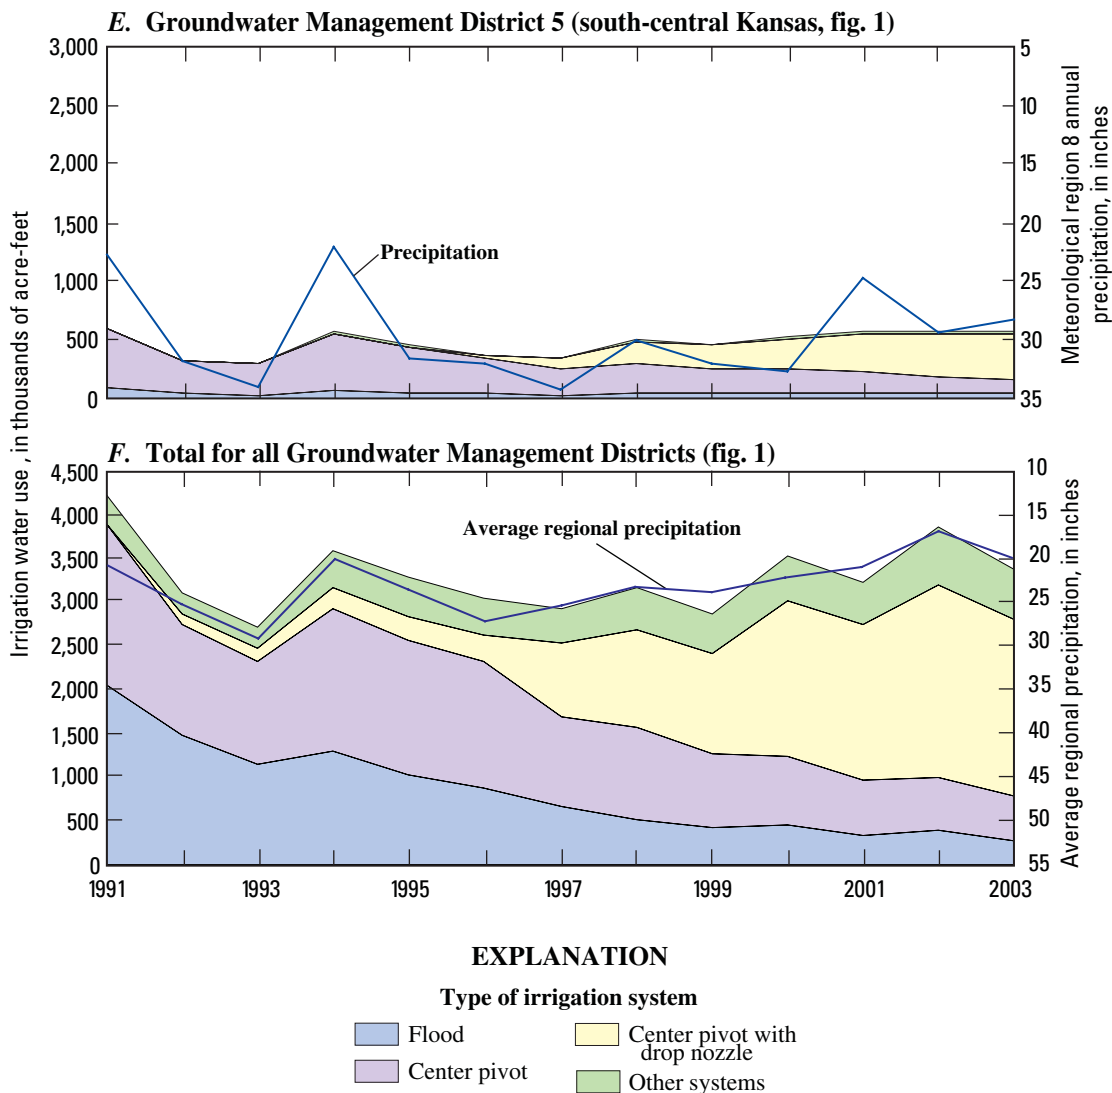 E. Groundwater Management District 5 (south-central Kansas, fig. 1)
3,000
2,500
2,000
1,500
1,000
500
0
5
10
15
20
25
30
35
Precipitation
Meteorological region 8 annual
precipitation, in inches
Irrigation water use , in thousands of acre-feet
F. Total for all Groundwater Management Districts (fig. 1)
4,500
4,000
3,500
3,000
2,500
2,000
1,500
1,000
500
0
10
15
20
25
30
35
40
45
50
55
Average regional precipitation
Average regional precipitation, in inches
1991
1993
1995
1997
1999
2001
2003
EXPLANATION
Type of irrigation system
Flood
Center pivot
Center pivot with
drop nozzle
Other systems